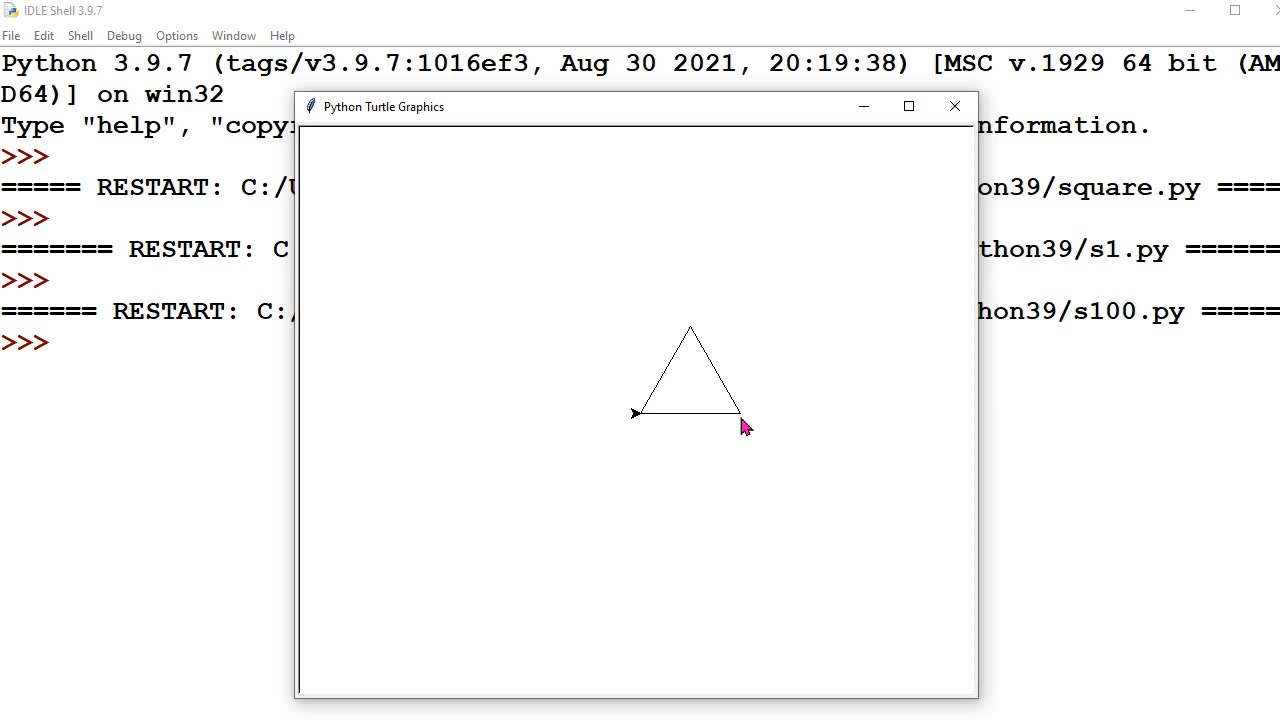 IDLE Shell 3.9.7
File Edit Shell Debug Options Window Help
Python 3.9.7 (tags/v3.9.7:1016ef3, Aug 30 2021, 20:19:38) [MSC v.1929 64 bit (AM
D64)] on win32
Python Turtle Graphics
Type "help", "copy nformation.
>>>
===== RESTART: C:/ on39/square.py =====
>>>
======= RESTART: C thon39/s1.py ======
>>>
====== RESTART: C:/ hon39/s100.py =====
>>>